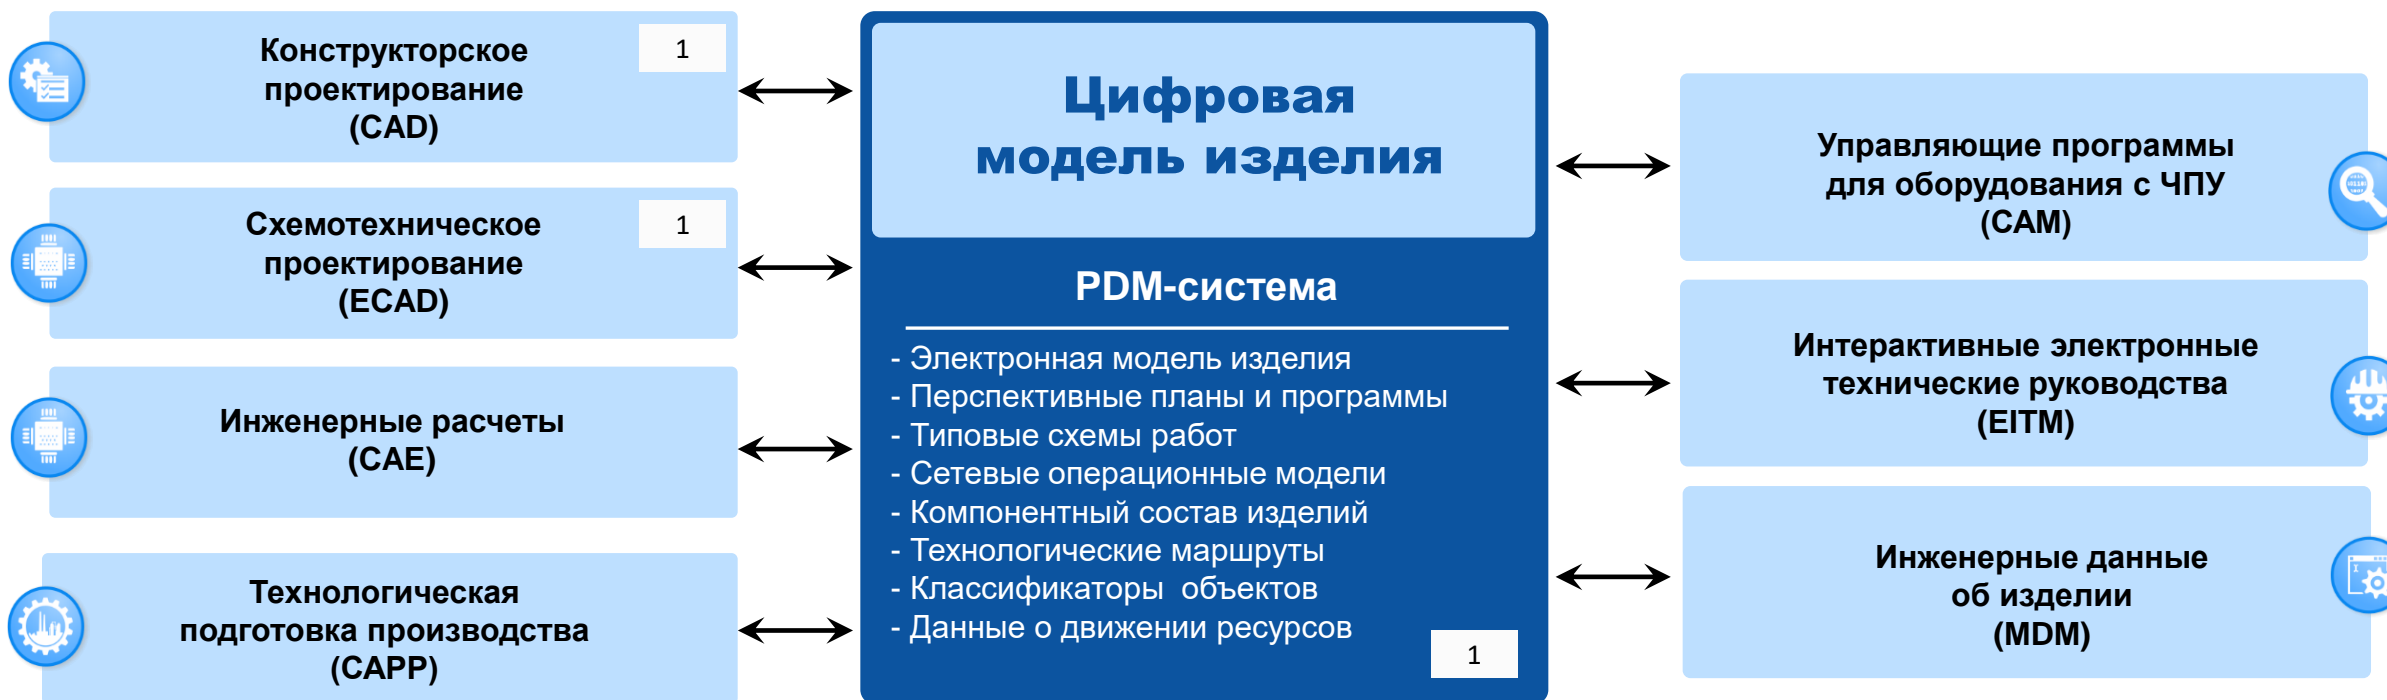 Конструкторское
проектирование
(CAD)
1
Схемотехническое
проектирование
(ECAD)
1
Инженерные расчеты
(CAE)
Технологическая
подготовка производства
(CAPP)
Цифровая
модель изделия
PDM-система
- Электронная модель изделия
- Перспективные планы и программы
- Типовые схемы работ
- Сетевые операционные модели
- Компонентный состав изделий
- Технологические маршруты
- Классификаторы объектов
- Данные о движении ресурсов
1
Управляющие программы
для оборудования с ЧПУ
(CAM)
Интерактивные электронные
технические руководства
(EITM)
Инженерные данные
об изделии
(MDM)